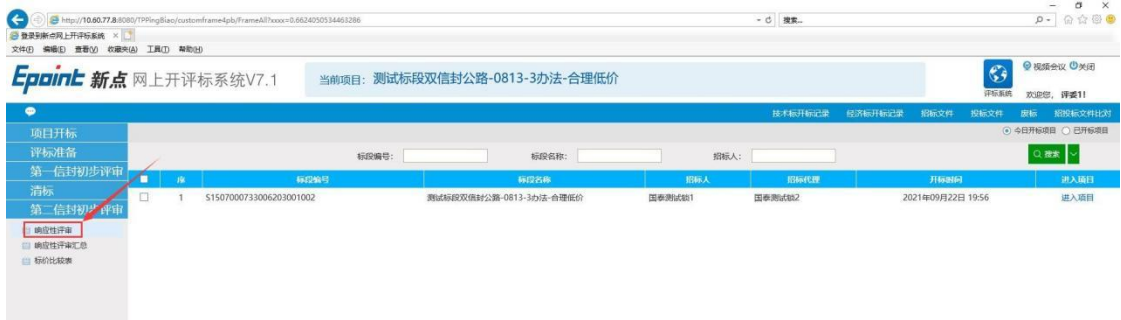 http://10.60.77.8:8080/TPPingBiao/customframe4pb/FrameAll?xxxx=0.6624050534463286
搜索...
登录到新点网上开评标系统
文件(F) 编辑(E) 查看(V) 收藏夹(A) 工具(T) 帮助(H)
Epoint 新点 网上开评标系统V7.1
当前项目: 测试标段双信封公路-0813-3办法-合理低价
评标系统
视频会议 关闭
欢迎您, 评委1!
技术标开标记录 经济标开标记录 招标文件 投标文件 废标 招投标文件比对
项目开标
评标准备
第一信封初步评审
清标
第二信封初步评审
响应性评审
响应性评审汇总
标价比较表
今日开标项目 已开标项目
标段编号: 标段名称: 招标人: 搜索
序 标段编号 标段名称 招标人 招标代理 开标时间 进入项目
1 S1507000733006203001002 测试标段双信封公路-0813-3办法-合理低价 国泰测试锁1 国泰测试锁2 2021年09月22日 19:56 进入项目